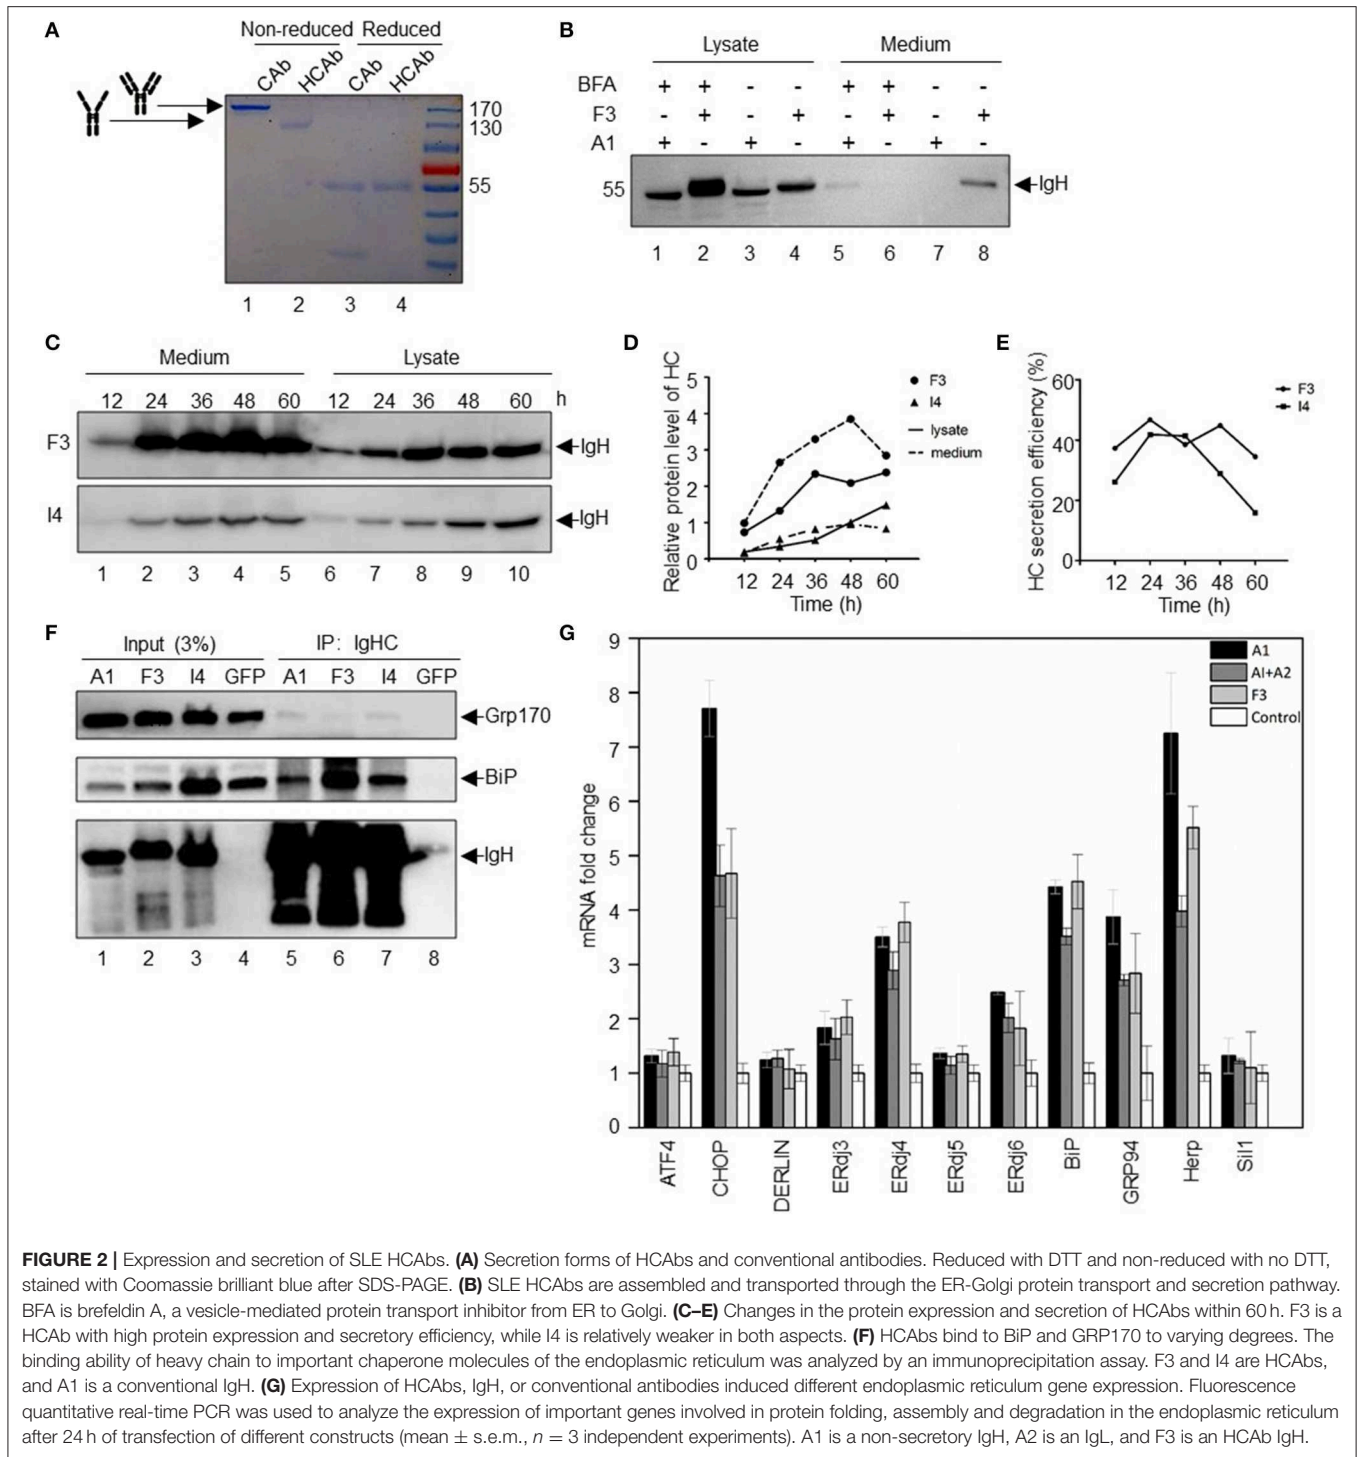 A
Non-reduced Reduced
CAb HCAb CAb HCAb
170
130
55
1 2 3 4
B
Lysate Medium
BFA + + - - + + - -
F3 - + - + - + - +
A1 + - + - + - + -
55 IgH
1 2 3 4 5 6 7 8
C
Medium Lysate
12 24 36 48 60 12 24 36 48 60 h
F3 IgH
I4 IgH
1 2 3 4 5 6 7 8 9 10
D
Relative protein level of HC
5
4
3
2
1
0
12 24 36 48 60
Time (h)
F3
I4
lysate
medium
E
HC secretion efficiency (%)
60
40
20
0
12 24 36 48 60
Time (h)
F3
I4
F
Input (3%) IP: IgHC
A1 F3 I4 GFP A1 F3 I4 GFP
Grp170
BiP
IgH
1 2 3 4 5 6 7 8
G
mRNA fold change
9
8
7
6
5
4
3
2
1
0
A1
AI+A2
F3
Control
ATF4 CHOP DERLIN ERdj3 ERdj4 ERdj5 ERdj6 BiP GRP94 Herp Sil1
FIGURE 2 | Expression and secretion of SLE HCAbs. (A) Secretion forms of HCAbs and conventional antibodies. Reduced with DTT and non-reduced with no DTT,
stained with Coomassie brilliant blue after SDS-PAGE. (B) SLE HCAbs are assembled and transported through the ER-Golgi protein transport and secretion pathway.
BFA is brefeldin A, a vesicle-mediated protein transport inhibitor from ER to Golgi. (C–E) Changes in the protein expression and secretion of HCAbs within 60 h. F3 is a
HCAb with high protein expression and secretory efficiency, while I4 is relatively weaker in both aspects. (F) HCAbs bind to BiP and GRP170 to varying degrees. The
binding ability of heavy chain to important chaperone molecules of the endoplasmic reticulum was analyzed by an immunoprecipitation assay. F3 and I4 are HCAbs,
and A1 is a conventional IgH. (G) Expression of HCAbs, IgH, or conventional antibodies induced different endoplasmic reticulum gene expression. Fluorescence
quantitative real-time PCR was used to analyze the expression of important genes involved in protein folding, assembly and degradation in the endoplasmic reticulum
after 24 h of transfection of different constructs (mean ± s.e.m., n = 3 independent experiments). A1 is a non-secretory IgH, A2 is an IgL, and F3 is an HCAb IgH.